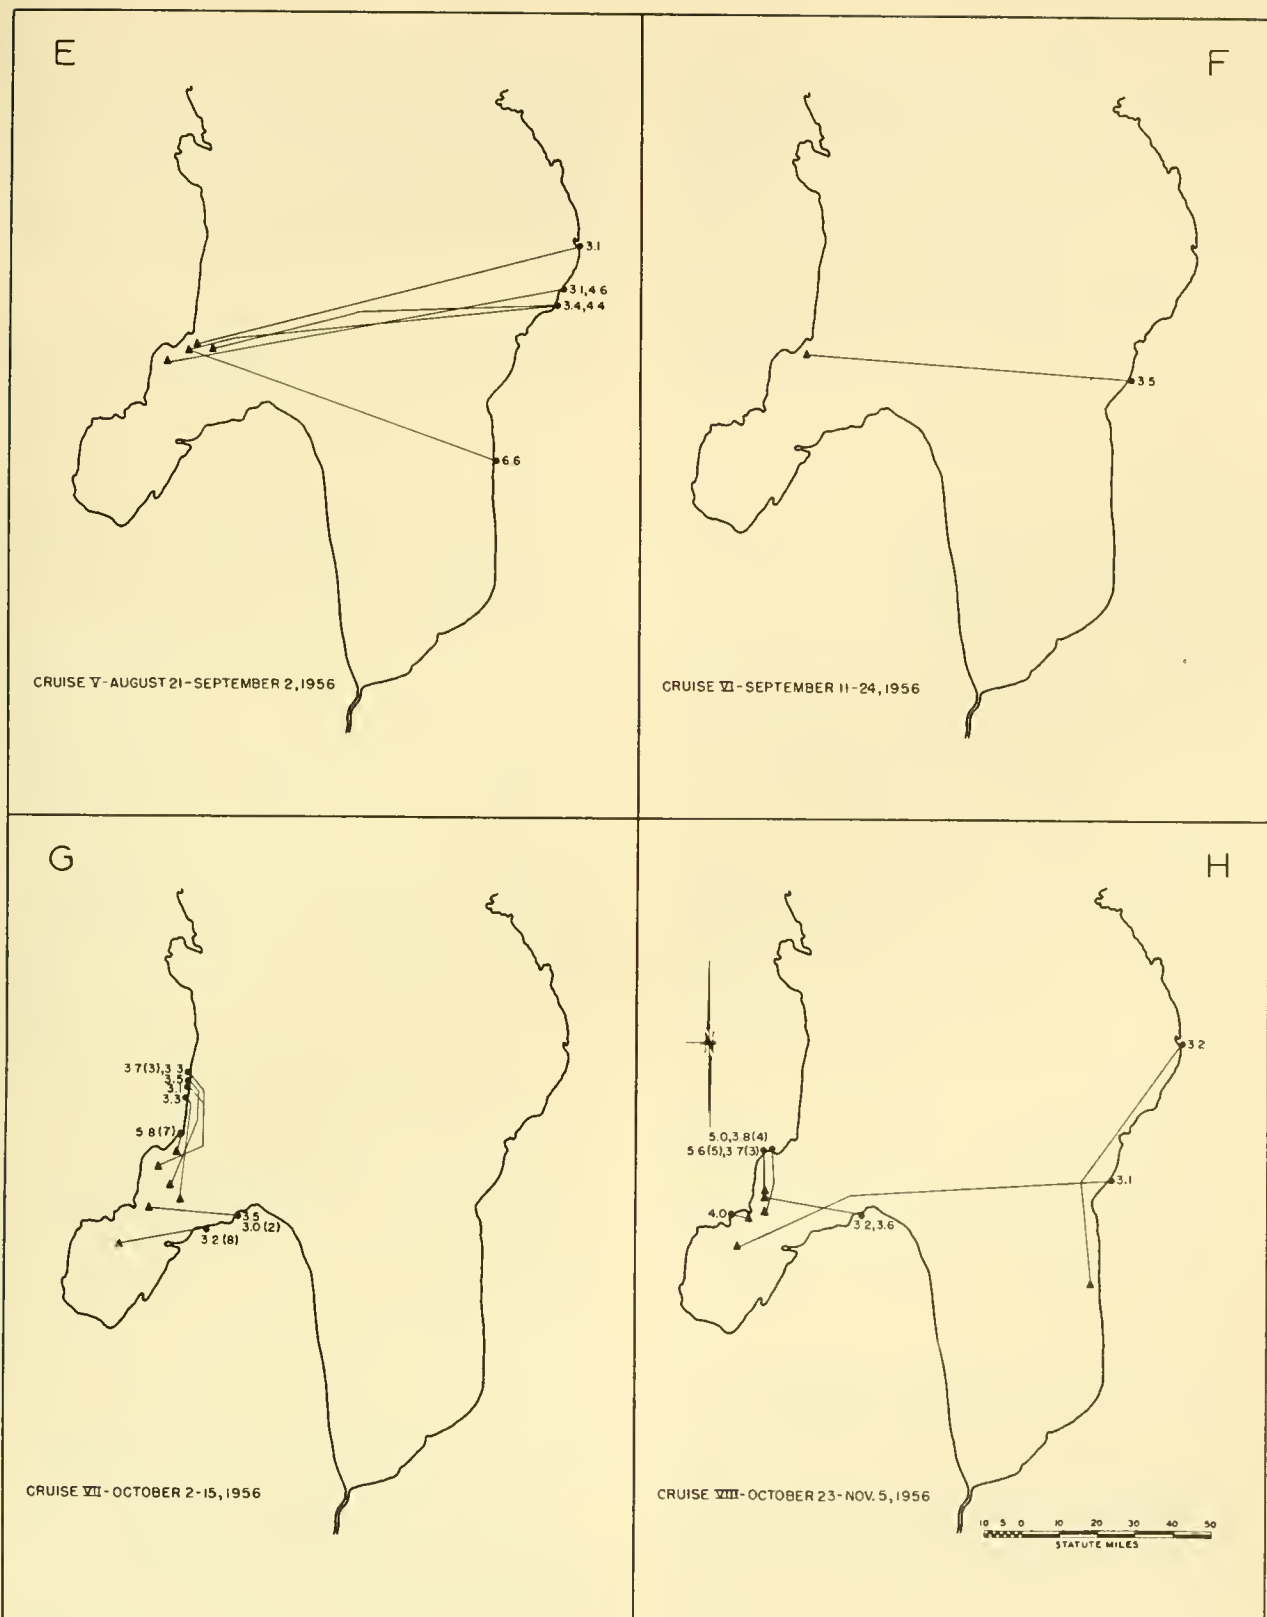 E
F
3.1
3.1,4.6
3.4,4.4
6.6
3.5
CRUISE V-AUGUST 21-SEPTEMBER 2, 1956
CRUISE VI-SEPTEMBER 11-24, 1956
G
H
3.7(3),3.3
3.5
3.1
3.3
5.8(7)
3.5
3.0(2)
3.2(8)
3.2
5.0,3.8(4)
5.6(5),3.7(3)
3.1
4.0
3.2,3.6
CRUISE VII-OCTOBER 2-15, 1956
CRUISE VIII-OCTOBER 23-NOV. 5, 1956
10 5 0 10 20 30 40 50
STATUTE MILES